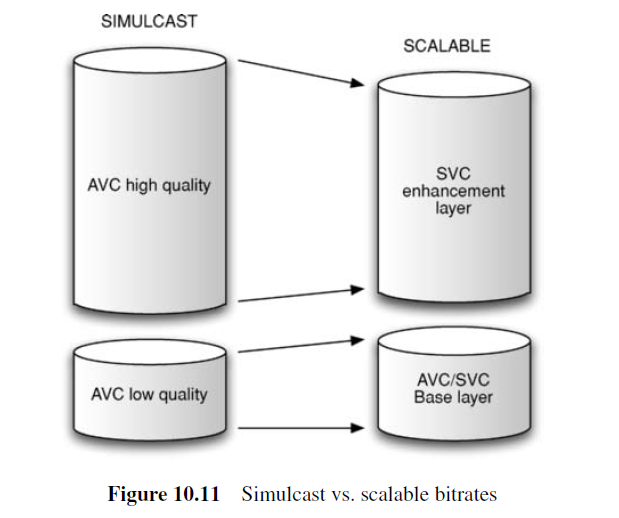 SIMULCAST
SCALABLE
AVC high quality
SVC
enhancement
layer
AVC low quality
AVC/SVC
Base layer
Figure 10.11 Simulcast vs. scalable bitrates